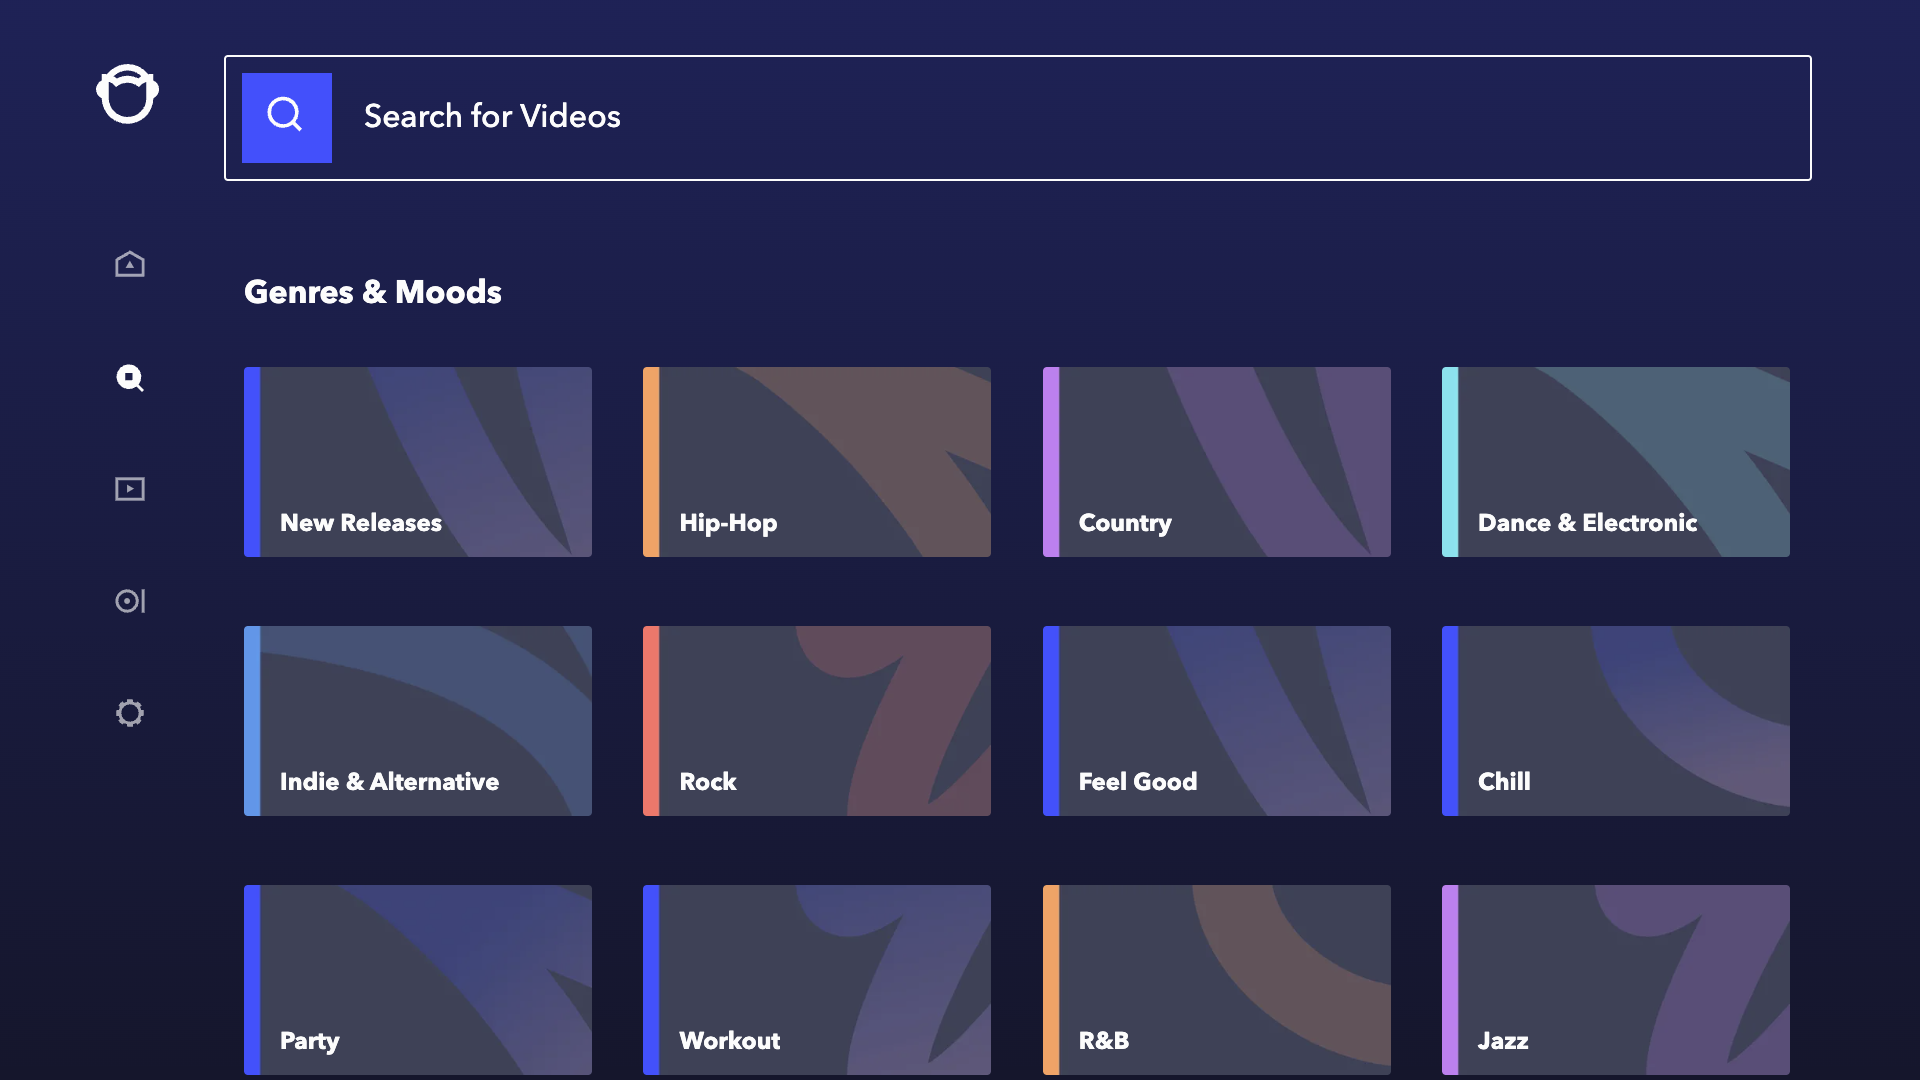 Search for Videos
Genres & Moods
New Releases
Hip-Hop
Country
Dance & Electronic
Indie & Alternative
Rock
Feel Good
Chill
Party
Workout
R&B
Jazz